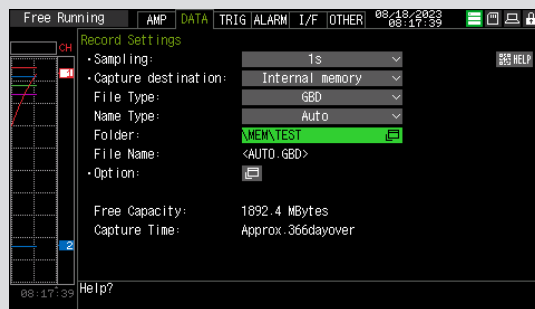 Free Running AMP DATA TRIG ALARM I/F OTHER 08/18/2023 08:17:39
CH
Record Settings
・Sampling: 1s
HELP
1
・Capture destination: Internal memory
File Type: GBD
Name Type: Auto
Folder: \MEM\TEST
File Name: <AUTO.GBD>
・Option:
Free Capacity: 1892.4 MBytes
Capture Time: Approx.366dayover
2
08:17:39 Help?